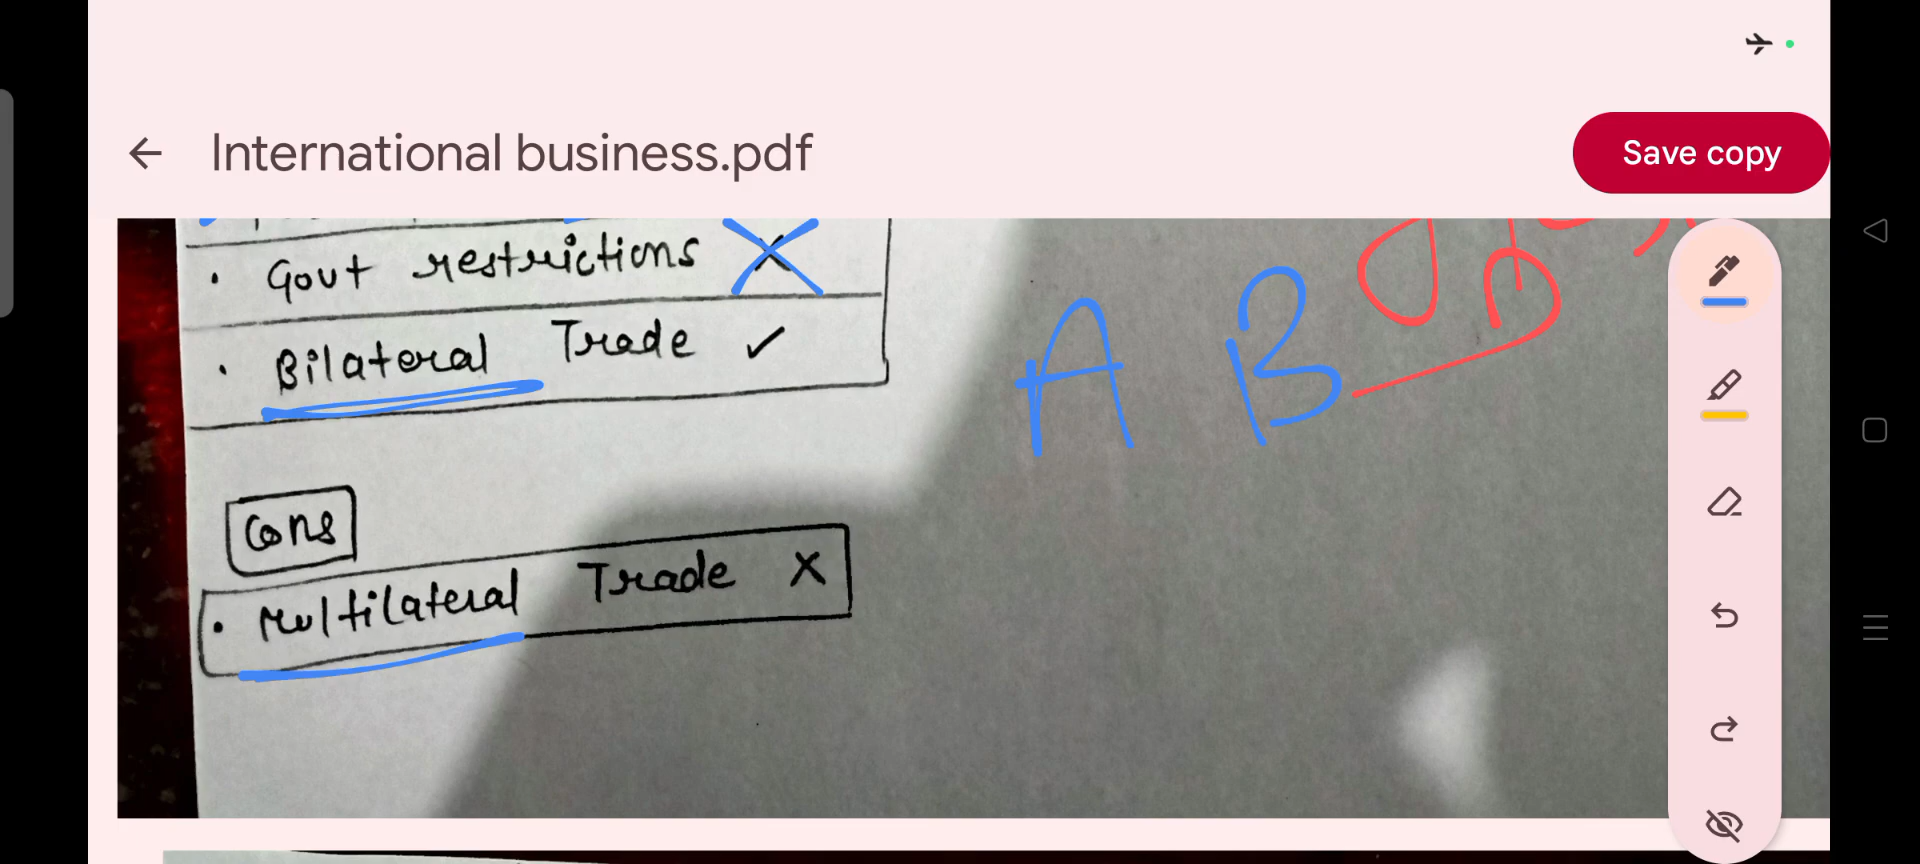 International business.pdf
Save copy
• Govt restrictions X
• Bilateral Trade ✓
A B
Cons
• Multilateral Trade X